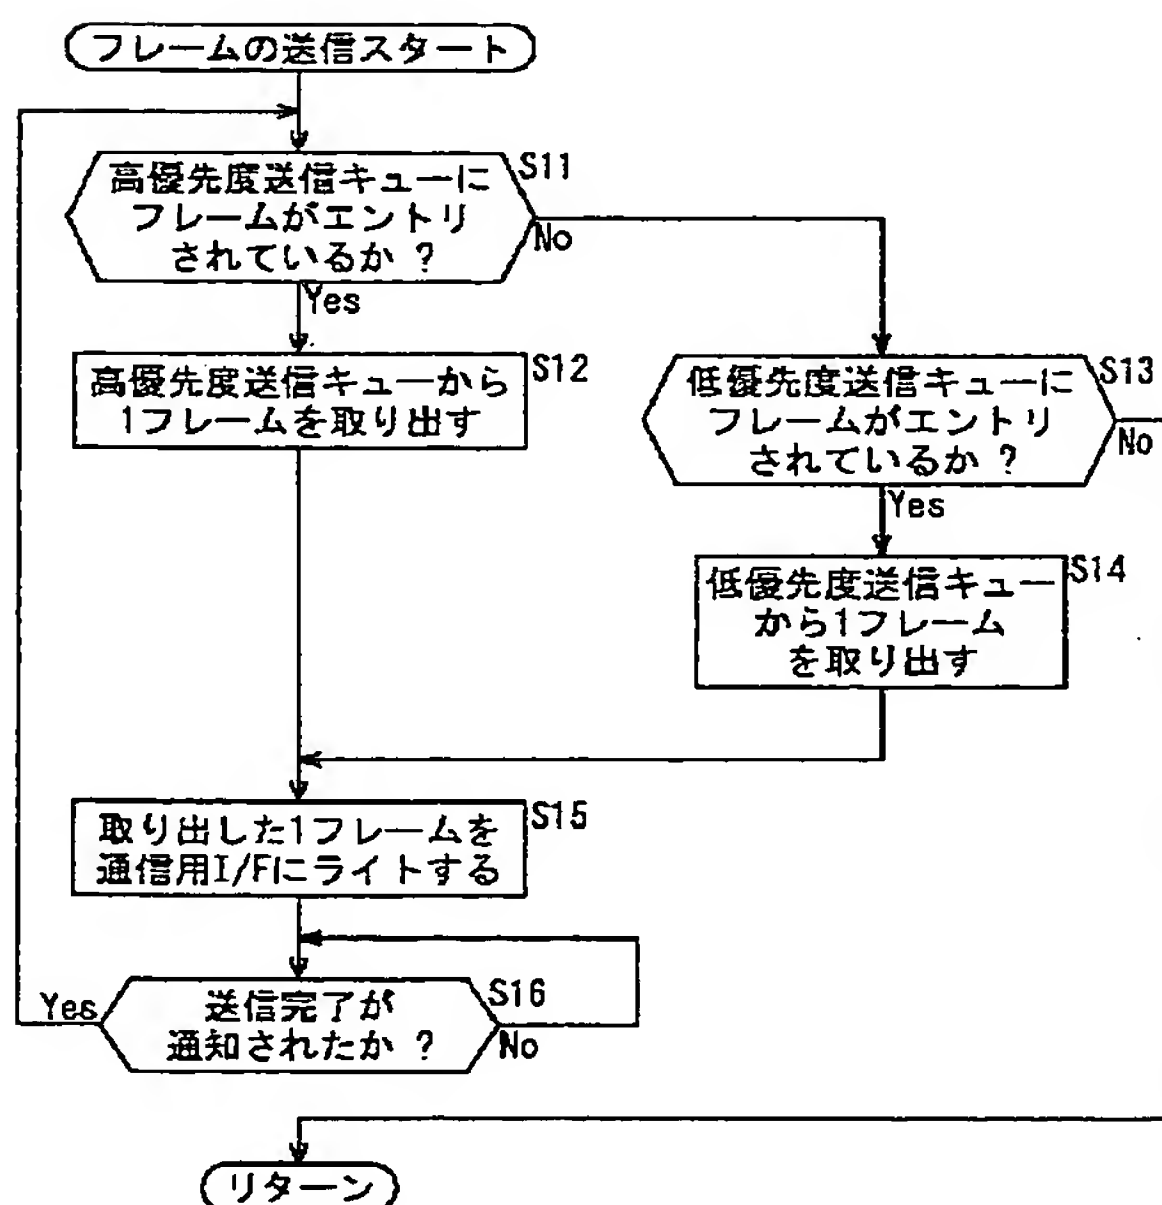 フレームの送信スタート
高優先度送信キューに
フレームがエントリ
されているか ?
S11
No
Yes
高優先度送信キューから
1フレームを取り出す
S12
低優先度送信キューに
フレームがエントリ
されているか ?
S13
No
Yes
低優先度送信キュー
から1フレーム
を取り出す
S14
取り出した1フレームを
通信用I/Fにライトする
S15
送信完了が
通知されたか ?
S16
Yes
No
リターン